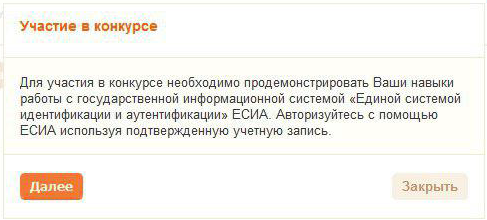 Участие в конкурсе
Для участия в конкурсе необходимо продемонстрировать Ваши навыки
работы с государственной информационной системой «Единой системой
идентификации и аутентификации» ЕСИА. Авторизуйтесь с помощью
ЕСИА используя подтвержденную учетную запись.
Далее
Закрыть